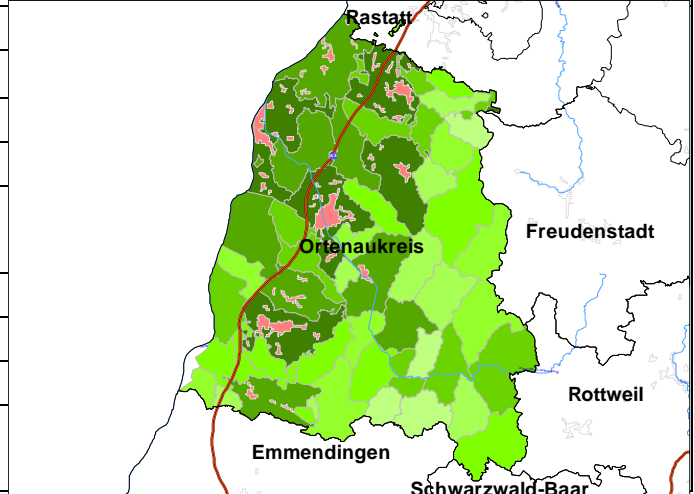 Rastatt
Freudenstadt
Ortenaukreis
Rottweil
Emmendingen
Schwarzwald-Baar